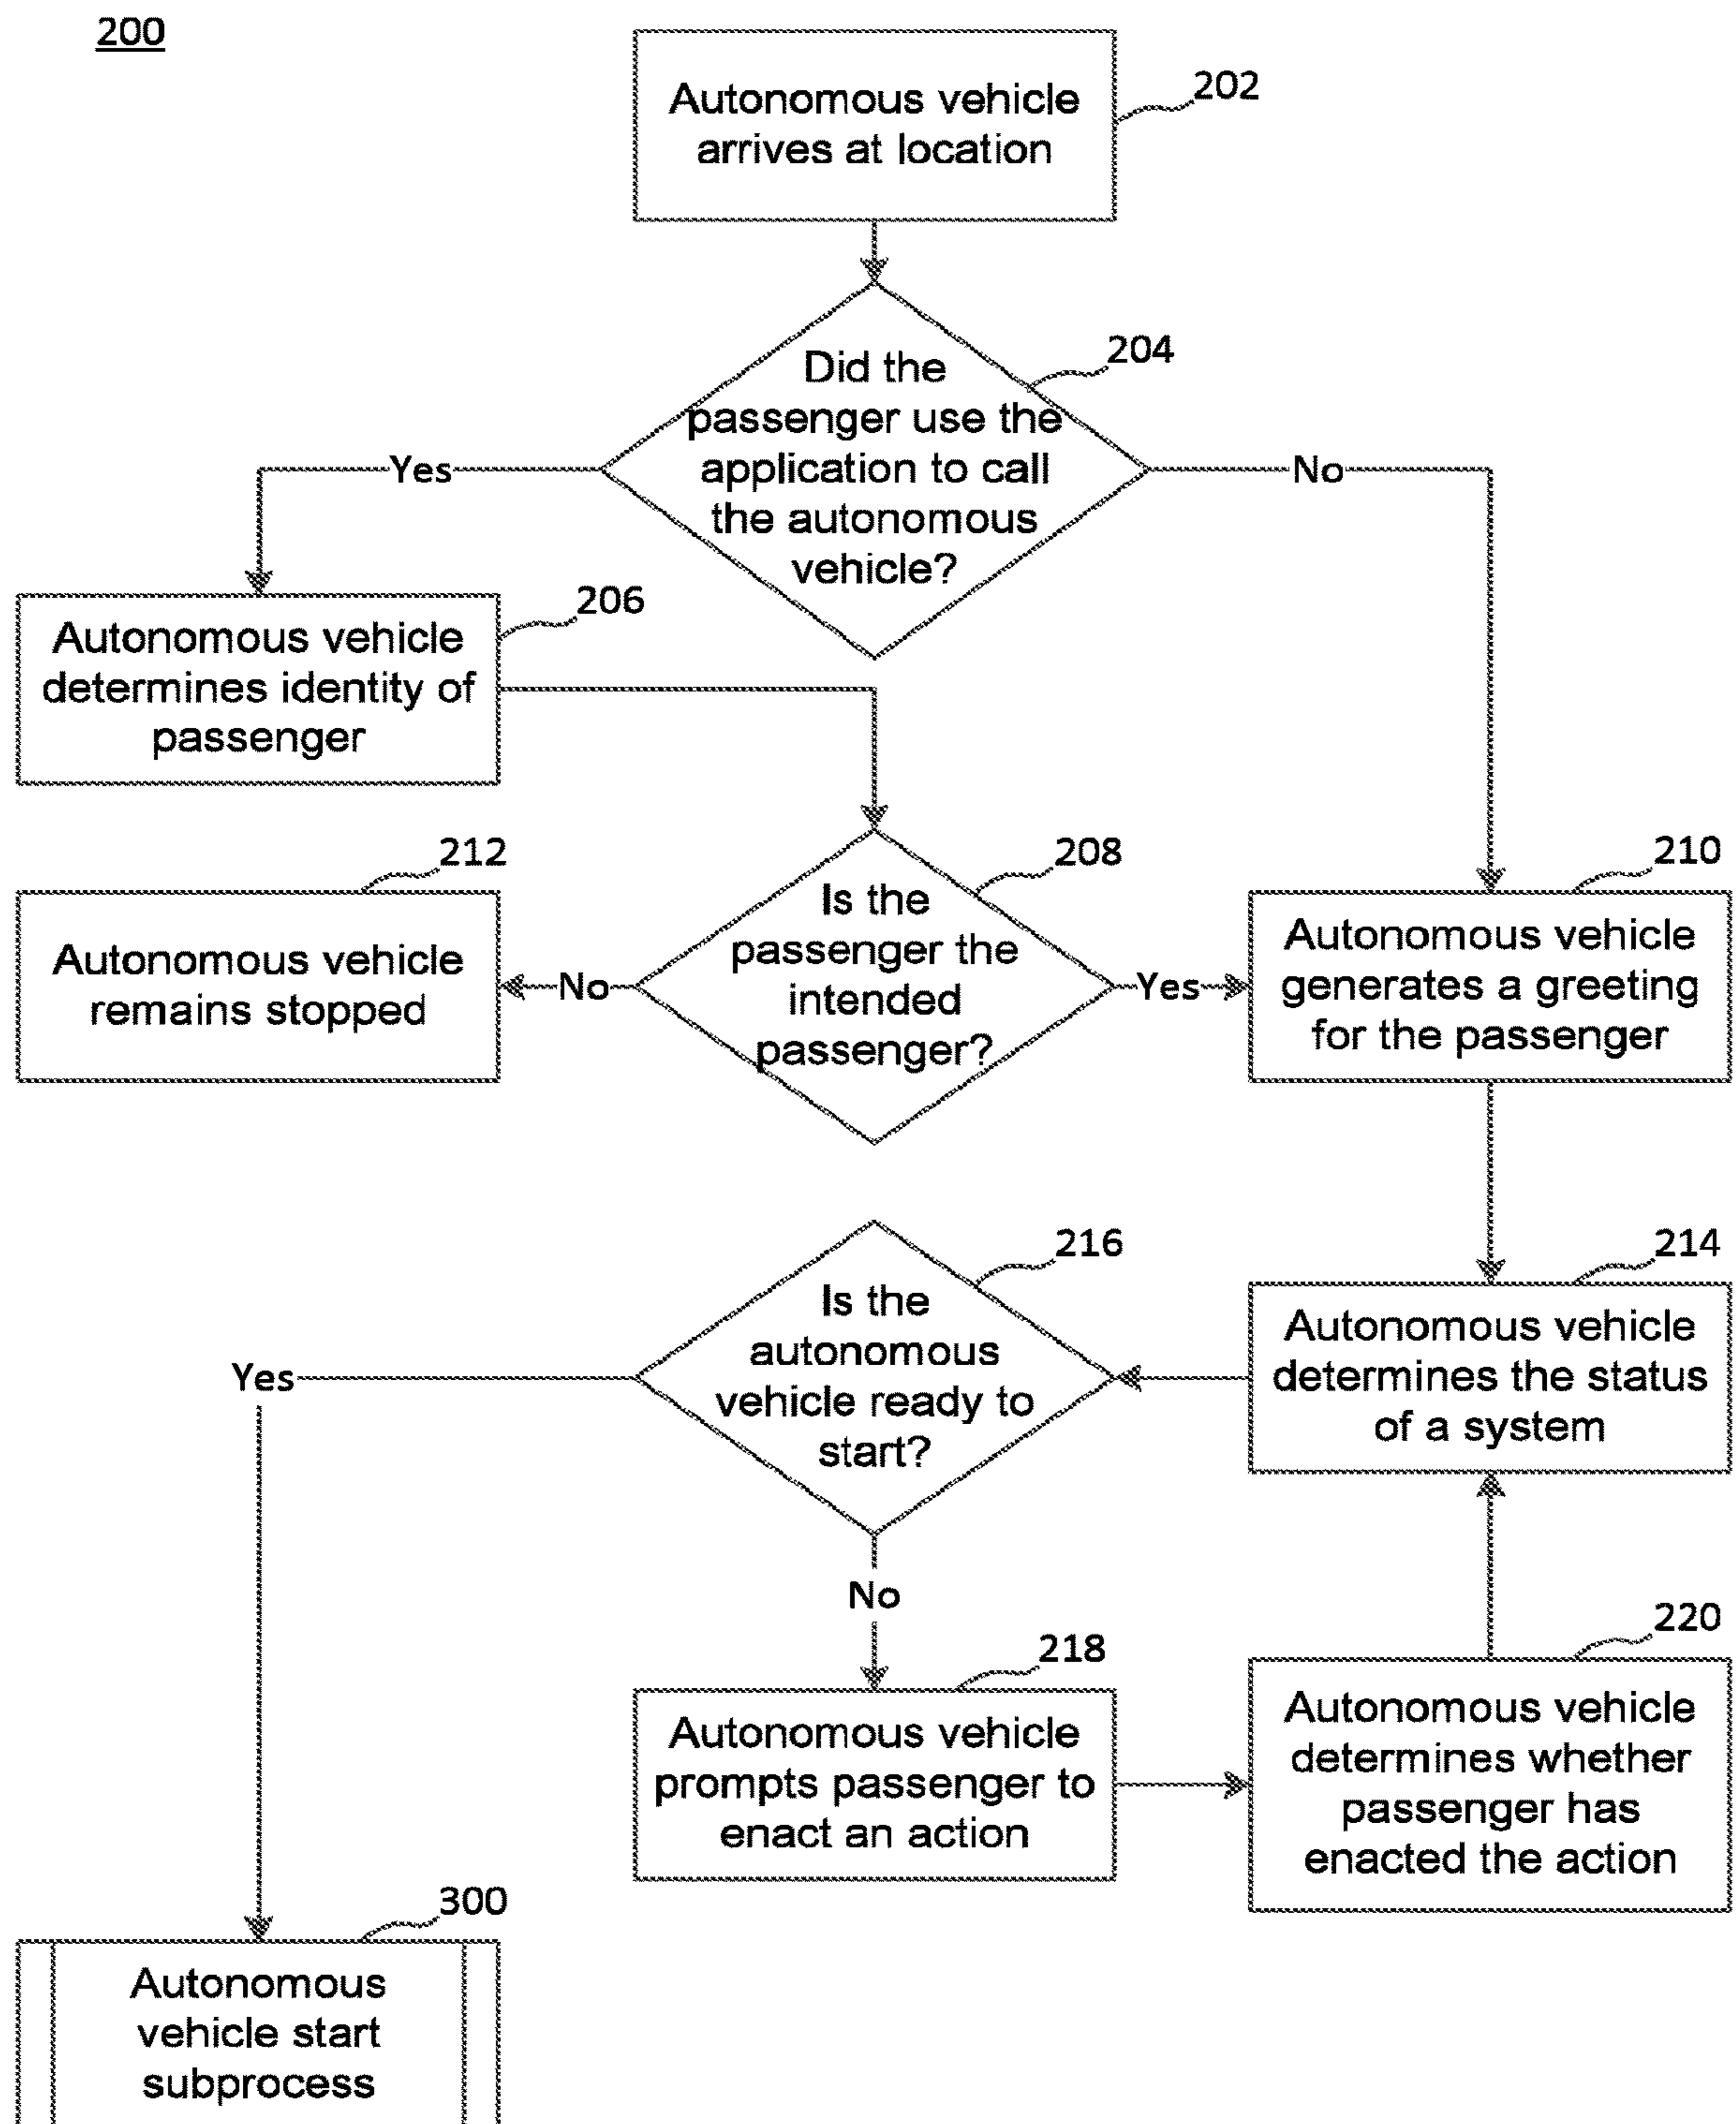 200
Autonomous vehicle
arrives at location
202
Did the
passenger use the
application to call
the autonomous
vehicle?
204
Yes
No
Autonomous vehicle
determines identity of
passenger
206
Is the
passenger the
intended
passenger?
208
No
Yes
Autonomous vehicle
remains stopped
212
Autonomous vehicle
generates a greeting
for the passenger
210
Autonomous vehicle
determines the status
of a system
214
Is the
autonomous
vehicle ready to
start?
216
Yes
No
Autonomous vehicle
prompts passenger to
enact an action
218
Autonomous vehicle
determines whether
passenger has
enacted the action
220
Autonomous
vehicle start
subprocess
300